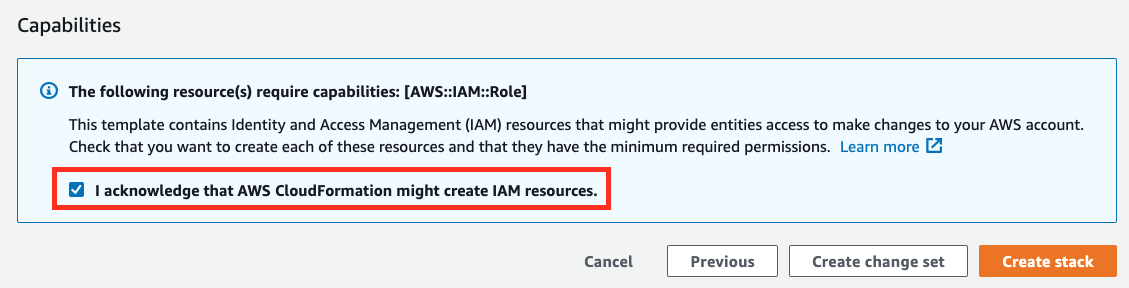 Capabilities
The following resource(s) require capabilities: [AWS::IAM::Role]
This template contains Identity and Access Management (IAM) resources that might provide entities access to make changes to your AWS account.
Check that you want to create each of these resources and that they have the minimum required permissions. Learn more
I acknowledge that AWS CloudFormation might create IAM resources.
Cancel Previous Create change set Create stack